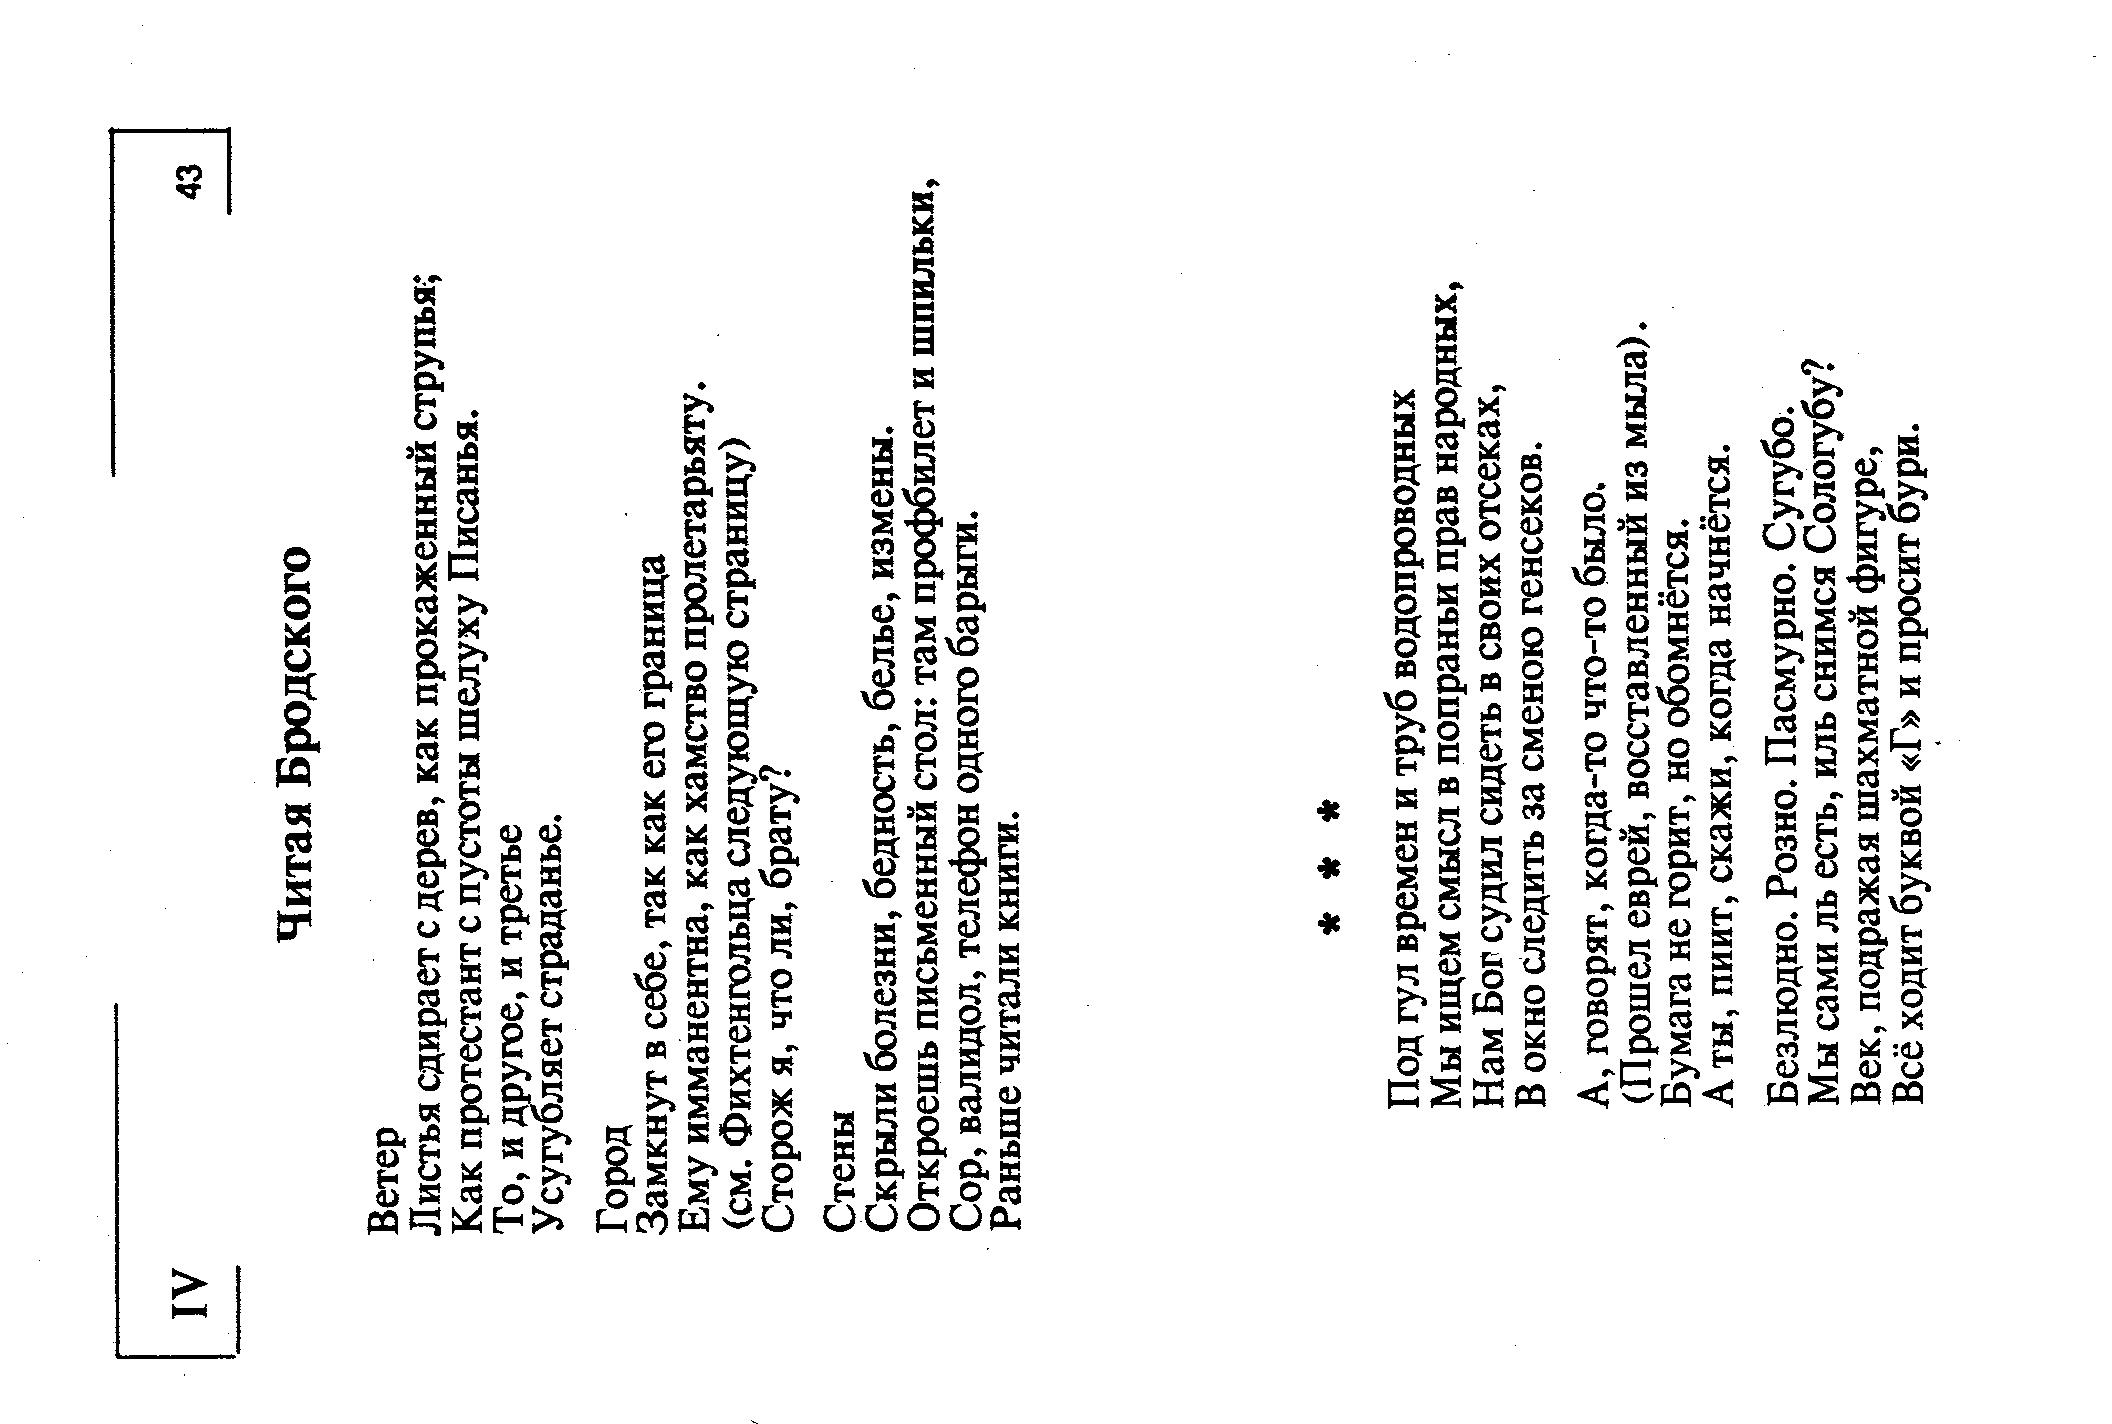 IV
43
Читая Бродского
Ветер
Листья сдирает с дерев, как прокаженный струпья;
Как протестант с пустоты шелуху Писанья.
То, и другое, и третье
Усугубляет страданье.
Город
Замкнут в себе, так как его граница
Ему имманентна, как хамство пролетарьяту.
(см. Фихтенгольца следующую страницу)
Сторож я, что ли, брату?
Стены
Скрыли болезни, бедность, белье, измены.
Откроешь письменный стол: там профбилет и шпильки,
Сор, валидол, телефон одного барыги.
Раньше читали книги.
* * *
Под гул времен и труб водопроводных
Мы ищем смысл в попраньи прав народных,
Нам Бог судил сидеть в своих отсеках,
В окно следить за сменою генсеков.
А, говорят, когда-то что-то было.
(Прошел еврей, восставленный из мыла).
Бумага не горит, но обомнётся.
А ты, пиит, скажи, когда начнётся.
Безлюдно. Розно. Пасмурно. Сугубо.
Мы сами ль есть, иль снимся Сологубу?
Век, подражая шахматной фигуре,
Всё ходит буквой «Г» и просит бури.